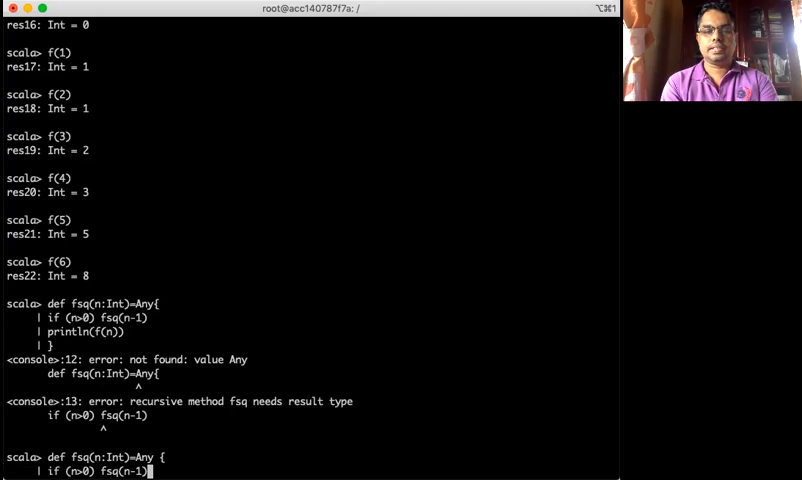 root@acc140787f7a: /
⌥⌘1
res16: Int = 0
scala> f(1)
res17: Int = 1
scala> f(2)
res18: Int = 1
scala> f(3)
res19: Int = 2
scala> f(4)
res20: Int = 3
scala> f(5)
res21: Int = 5
scala> f(6)
res22: Int = 8
scala> def fsq(n:Int)=Any{
| if (n>0) fsq(n-1)
| println(f(n))
| }
<console>:12: error: not found: value Any
def fsq(n:Int)=Any{
^
<console>:13: error: recursive method fsq needs result type
if (n>0) fsq(n-1)
^
scala> def fsq(n:Int)=Any {
| if (n>0) fsq(n-1)